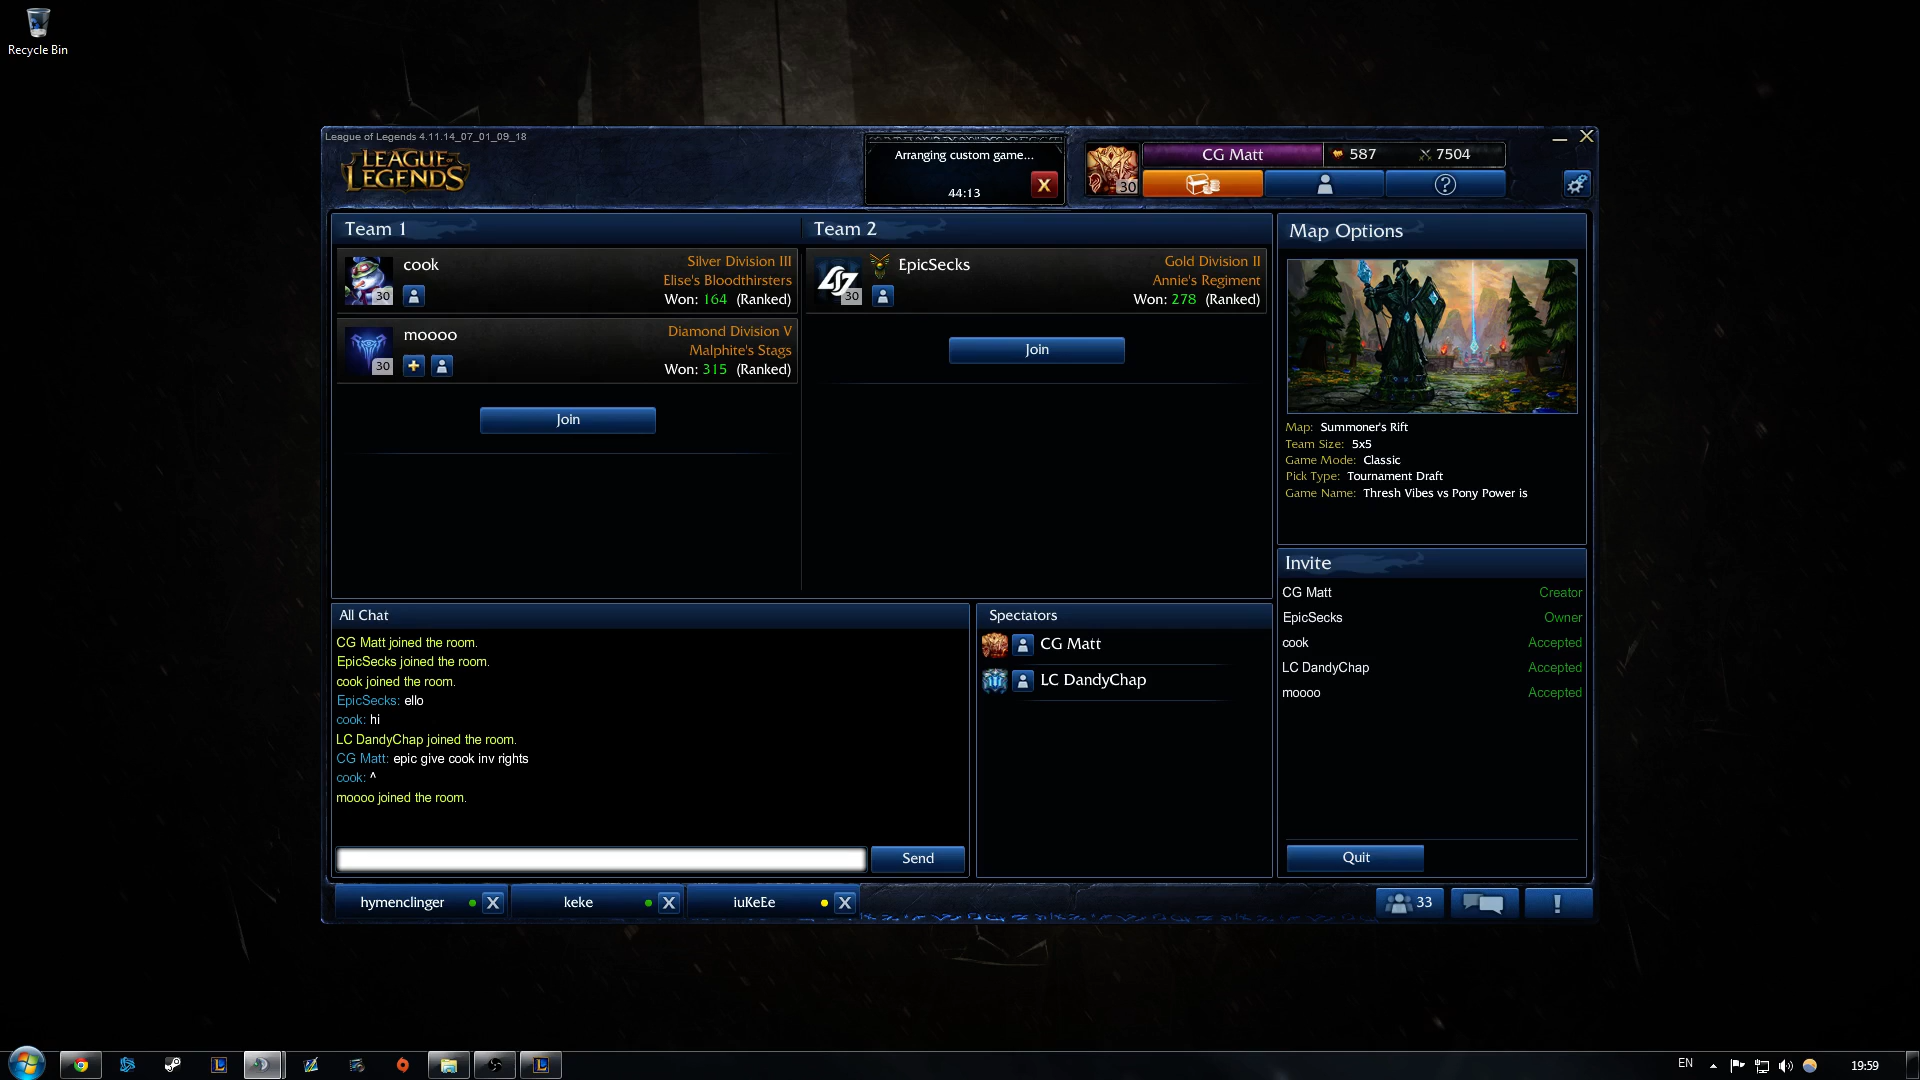 Recycle Bin
League of Legends 4.11.14_07_01_09_18
LEAGUE OF LEGENDS
Arranging custom game...
44:13
X
30
CG Matt
587
7504
?
Team 1
cook
30
Silver Division III
Elise's Bloodthirsters
Won: 164 (Ranked)
moooo
30
Diamond Division V
Malphite's Stags
Won: 315 (Ranked)
Join
Team 2
EpicSecks
30
Gold Division II
Annie's Regiment
Won: 278 (Ranked)
Join
Map Options
Map: Summoner's Rift
Team Size: 5x5
Game Mode: Classic
Pick Type: Tournament Draft
Game Name: Thresh Vibes vs Pony Power is
Invite
CG Matt Creator
EpicSecks Owner
cook Accepted
LC DandyChap Accepted
moooo Accepted
Quit
All Chat
CG Matt joined the room.
EpicSecks joined the room.
cook joined the room.
EpicSecks: ello
cook: hi
LC DandyChap joined the room.
CG Matt: epic give cook inv rights
cook: ^
moooo joined the room.
Send
Spectators
CG Matt
LC DandyChap
hymenclinger X
keke X
iuKeEe X
33
!
EN
19:59